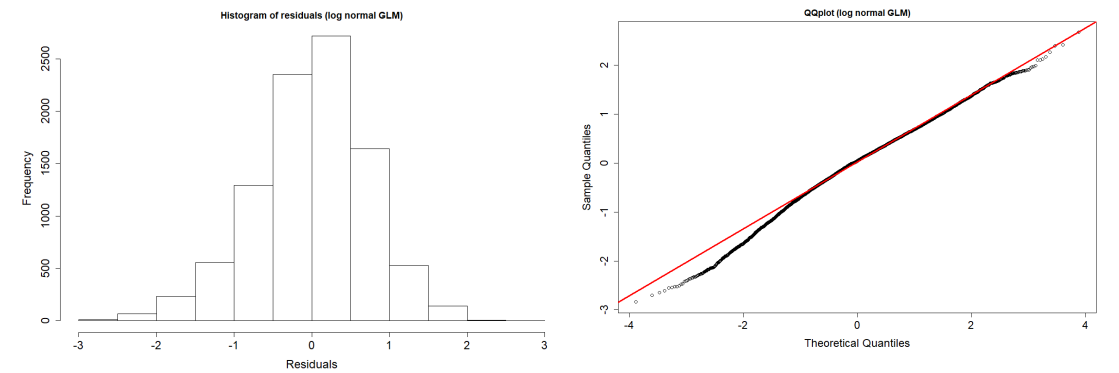 Histogram of residuals (log normal GLM)
Frequency
2500
2000
1500
1000
500
0
-3 -2 -1 0 1 2 3
Residuals
QQplot (log normal GLM)
Sample Quantiles
2
1
0
-1
-2
-3
-4 -2 0 2 4
Theoretical Quantiles